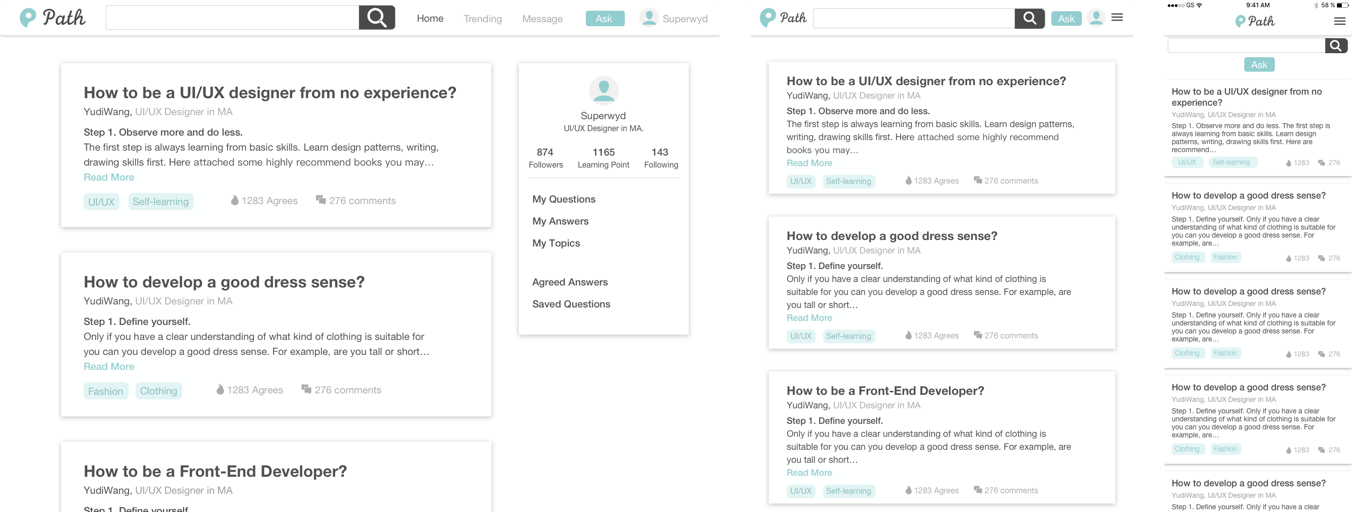 Path
Home
Trending
Message
Ask
Superwyd
How to be a UI/UX designer from no experience?
YudiWang, UI/UX Designer in MA
Step 1. Observe more and do less.
The first step is always learning from basic skills. Learn design patterns, writing,
drawing skills first. Here attached some highly recommend books you may…
Read More
UI/UX
Self-learning
1283 Agrees
276 comments
How to develop a good dress sense?
YudiWang, UI/UX Designer in MA
Step 1. Define yourself.
Only if you have a clear understanding of what kind of clothing is suitable for
you can you develop a good dress sense. For example, are you tall or short…
Read More
Fashion
Clothing
1283 Agrees
276 comments
How to be a Front-End Developer?
YudiWang, UI/UX Designer in MA
Step 1. Define yourself.
Superwyd
UI/UX Designer in MA.
874
1165
143
Followers
Learning Point
Following
My Questions
My Answers
My Topics
Agreed Answers
Saved Questions
Path
Ask
How to be a UI/UX designer from no experience?
YudiWang, UI/UX Designer in MA
Step 1. Observe more and do less.
The first step is always learning from basic skills. Learn design patterns,
writing, drawing skills first. Here attached some highly recommend
books you may…
Read More
UI/UX
Self-learning
1283 Agrees
276 comments
How to develop a good dress sense?
YudiWang, UI/UX Designer in MA
Step 1. Define yourself.
Only if you have a clear understanding of what kind of clothing is
suitable for you can you develop a good dress sense. For example, are
you tall or short…
Read More
UI/UX
Self-learning
1283 Agrees
276 comments
How to be a Front-End Developer?
YudiWang, UI/UX Designer in MA
Step 1. Define yourself.
Only if you have a clear understanding of what kind of clothing is
suitable for you can you develop a good dress sense. For example, are
you tall or short…
Read More
UI/UX
Self-learning
1283 Agrees
276 comments
GS
9:41 AM
58 %
Path
Ask
How to be a UI/UX designer from no
experience?
YudiWang, UI/UX Designer in MA
Step 1. Observe more and do less. The first step is
always learning from basic skills. Learn design
patterns, writing, drawing skills first. Here are
recommend…
UI/UX
Self-learning
1283
276
How to develop a good dress sense?
YudiWang, UI/UX Designer in MA
Step 1. Define yourself. Only if you have a clear
understanding of what kind of clothing is suitable for
you can you develop a good dress sense. For
example, are…
Clothing
Fashion
1283
276
How to develop a good dress sense?
YudiWang, UI/UX Designer in MA
Step 1. Define yourself. Only if you have a clear
understanding of what kind of clothing is suitable for
you can you develop a good dress sense. For
example, are…
Clothing
Fashion
1283
276
How to develop a good dress sense?
YudiWang, UI/UX Designer in MA
Step 1. Define yourself. Only if you have a clear
understanding of what kind of clothing is suitable for
you can you develop a good dress sense. For
example, are…
Clothing
Fashion
1283
276
How to develop a good dress sense?
YudiWang, UI/UX Designer in MA
Step 1. Define yourself. Only if you have a clear